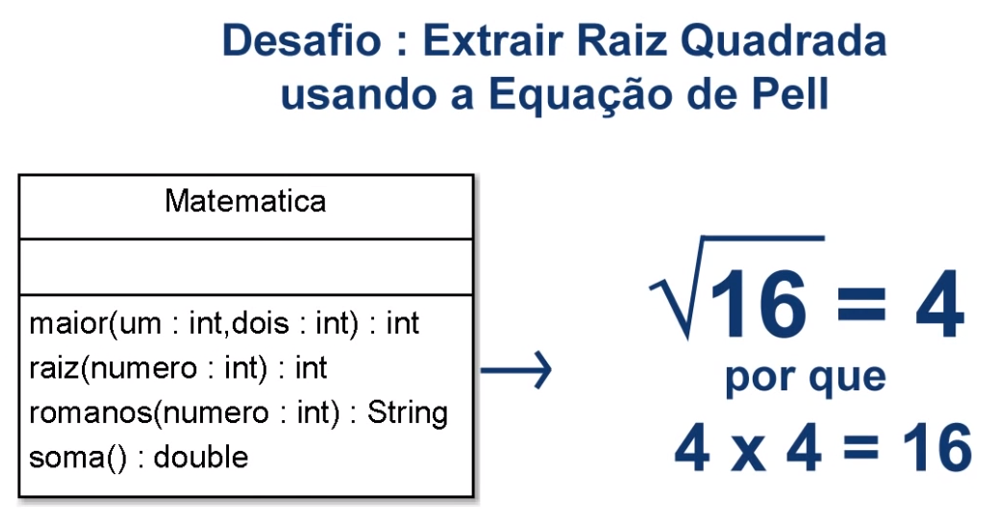 Desafio : Extrair Raiz Quadrada
usando a Equação de Pell
Matematica
maior(um : int,dois : int) : int
raiz(numero : int) : int
romanos(numero : int) : String
soma() : double
√16 = 4
por que
4 x 4 = 16